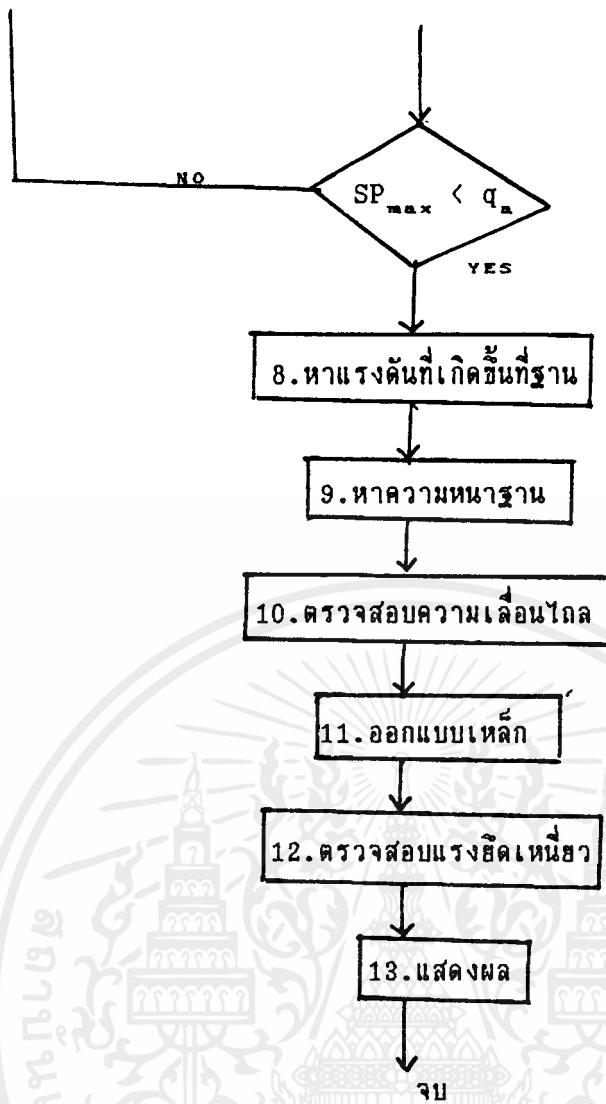 NO
SP_max < q_a
YES
8.หาแรงดันที่เกิดขึ้นที่ฐาน
9.หาความหนาฐาน
10.ตรวจสอบความเลื่อนไถล
11.ออกแบบเหล็ก
12.ตรวจสอบแรงยึดเหนี่ยว
13.แสดงผล
จบ